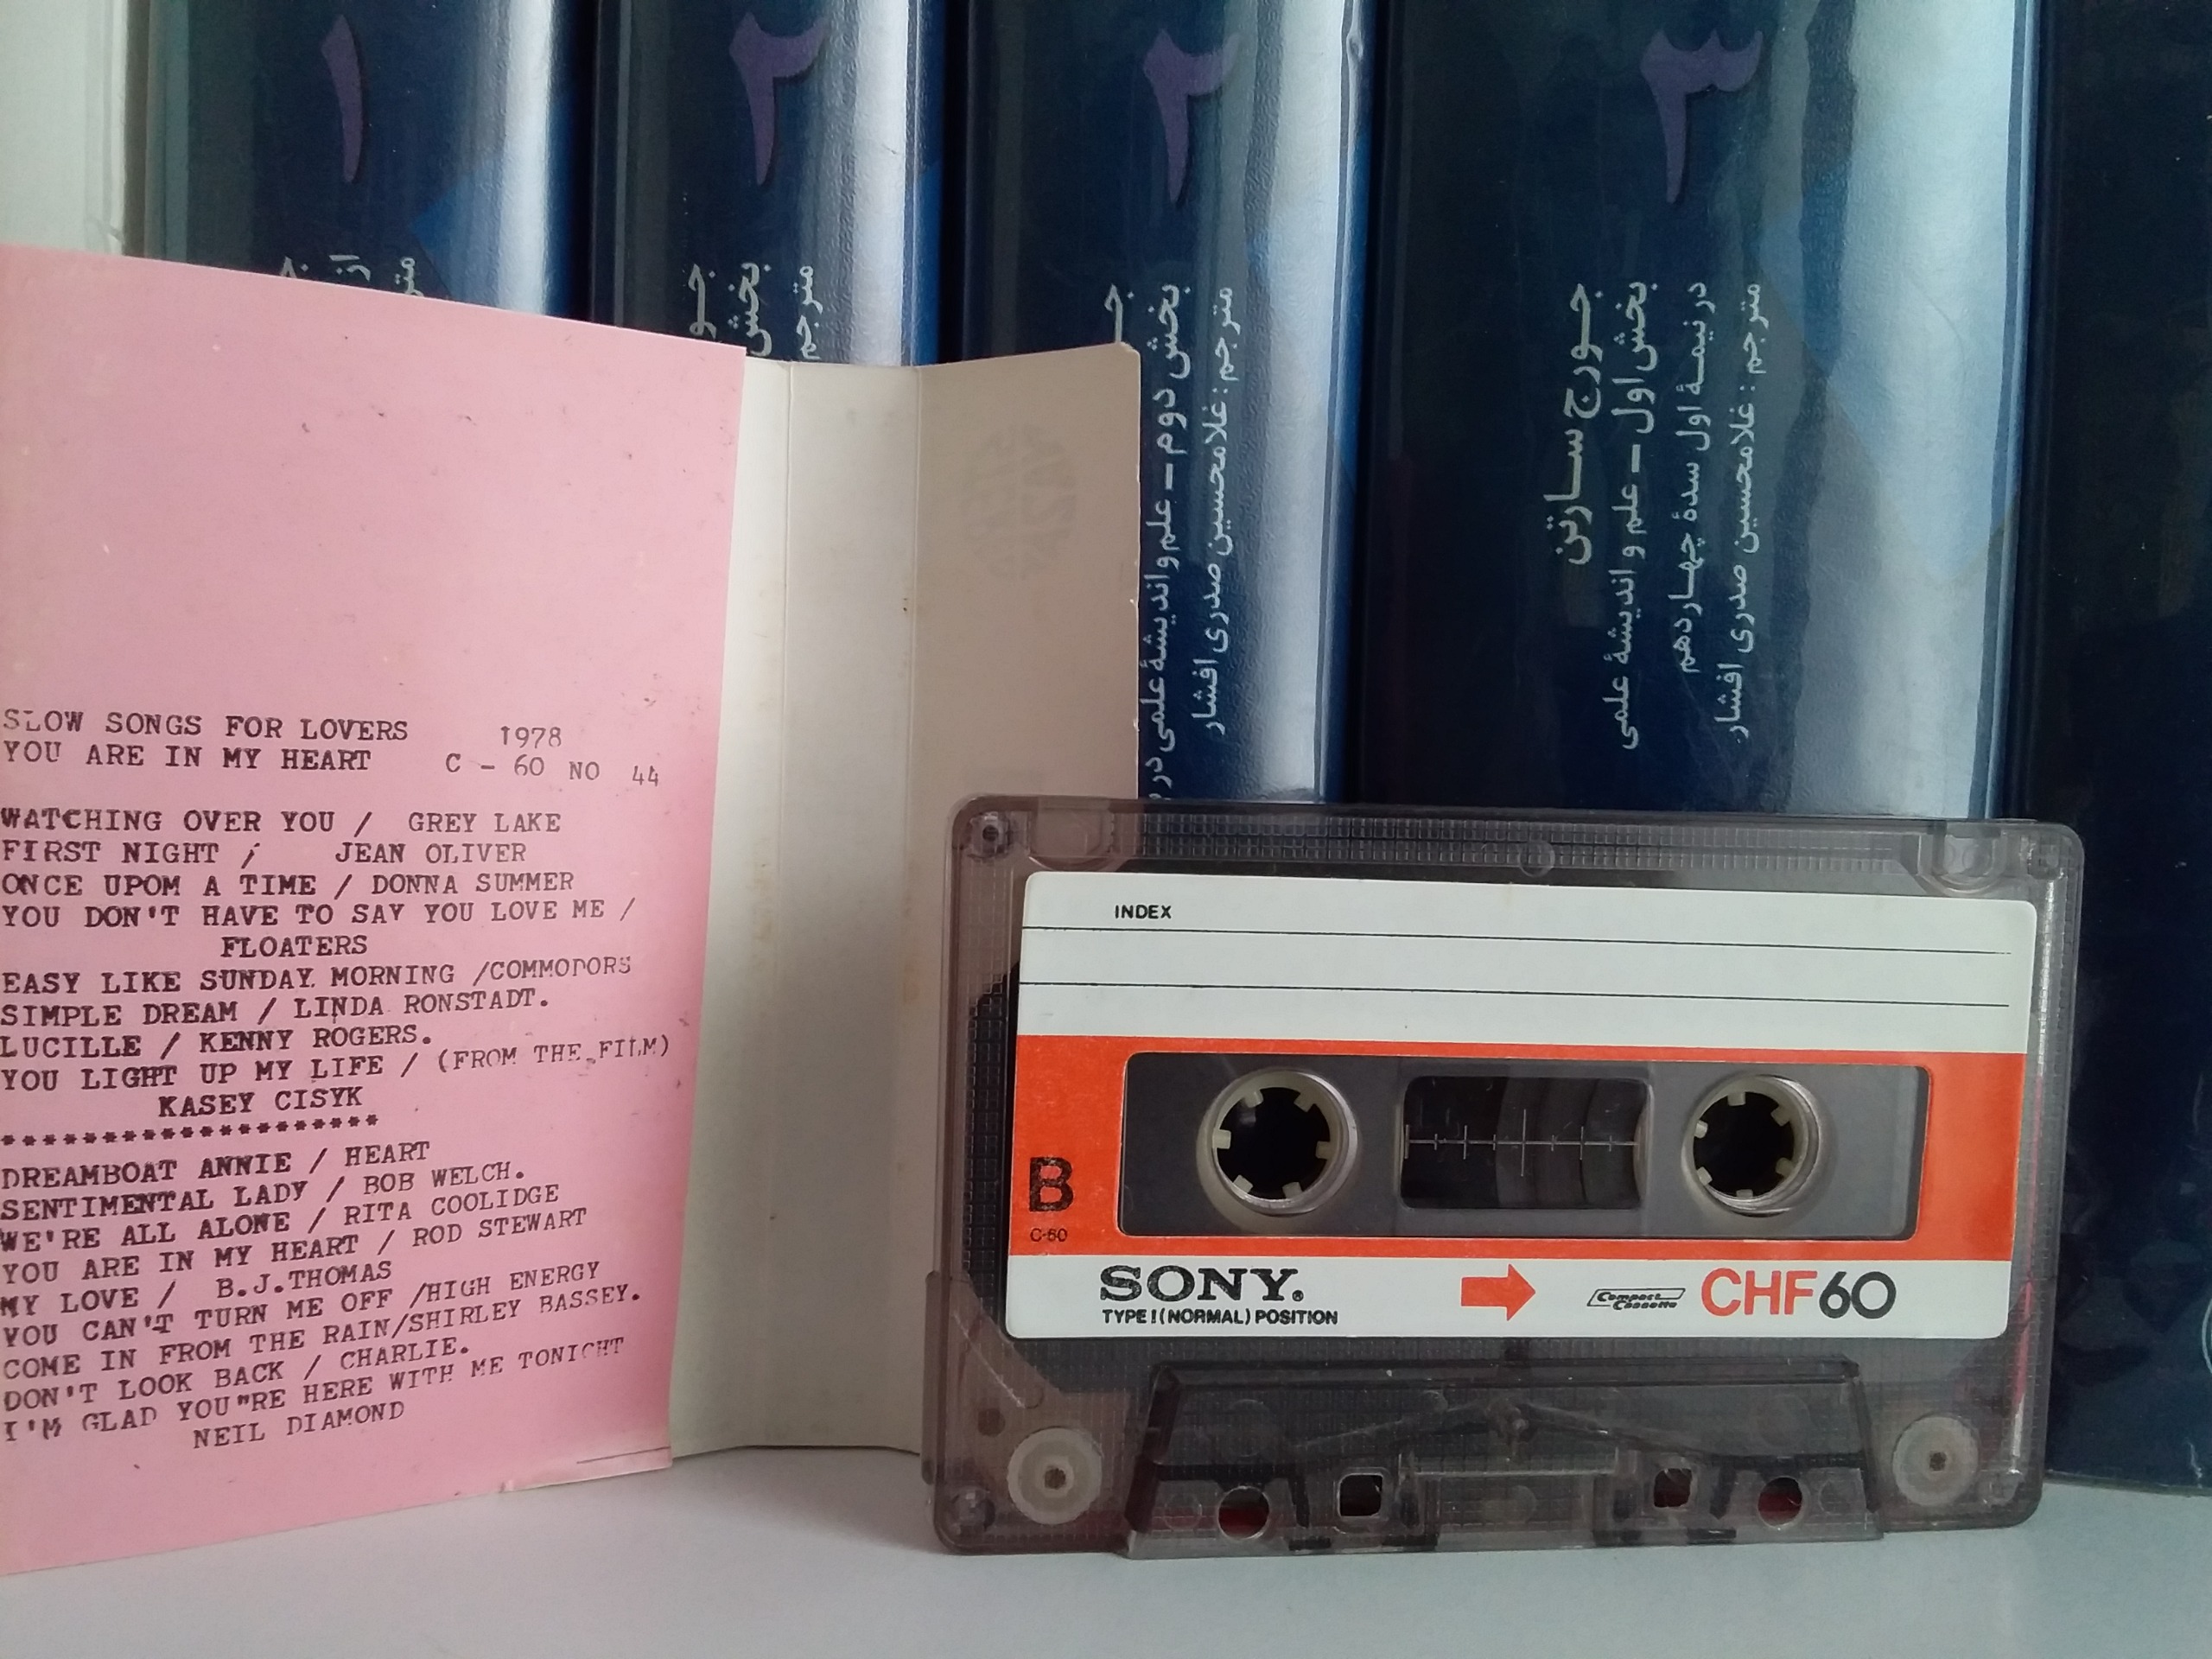 ۱
۲
۲
۳
از
متر
بخش
مترجم
بخش دوم – علم و اندیشهٔ علمی در
مترجم : غلامحسین صدری افشار
جورج سارتن
بخش اول – علم و اندیشهٔ علمی
در نیمهٔ اول سدهٔ چهاردهم
مترجم : غلامحسین صدری افشار
SLOW SONGS FOR LOVERS 1978
YOU ARE IN MY HEART C - 60 NO 44
WATCHING OVER YOU / GREY LAKE
FIRST NIGHT / JEAN OLIVER
ONCE UPOM A TIME / DONNA SUMMER
YOU DON'T HAVE TO SAY YOU LOVE ME /
FLOATERS
EASY LIKE SUNDAY MORNING /COMMODORS
SIMPLE DREAM / LINDA RONSTADT.
LUCILLE / KENNY ROGERS.
YOU LIGHT UP MY LIFE / (FROM THE FILM)
KASEY CISYK
*******************
DREAMBOAT ANNIE / HEART
SENTIMENTAL LADY / BOB WELCH.
WE'RE ALL ALONE / RITA COOLIDGE
YOU ARE IN MY HEART / ROD STEWART
MY LOVE / B.J.THOMAS
YOU CAN'T TURN ME OFF /HIGH ENERGY
COME IN FROM THE RAIN/SHIRLEY BASSEY.
DON'T LOOK BACK / CHARLIE.
I'M GLAD YOU"RE HERE WITH ME TONIGHT
NEIL DIAMOND
INDEX
B
C-60
SONY.
TYPE I (NORMAL) POSITION
Compact Cassette
CHF60